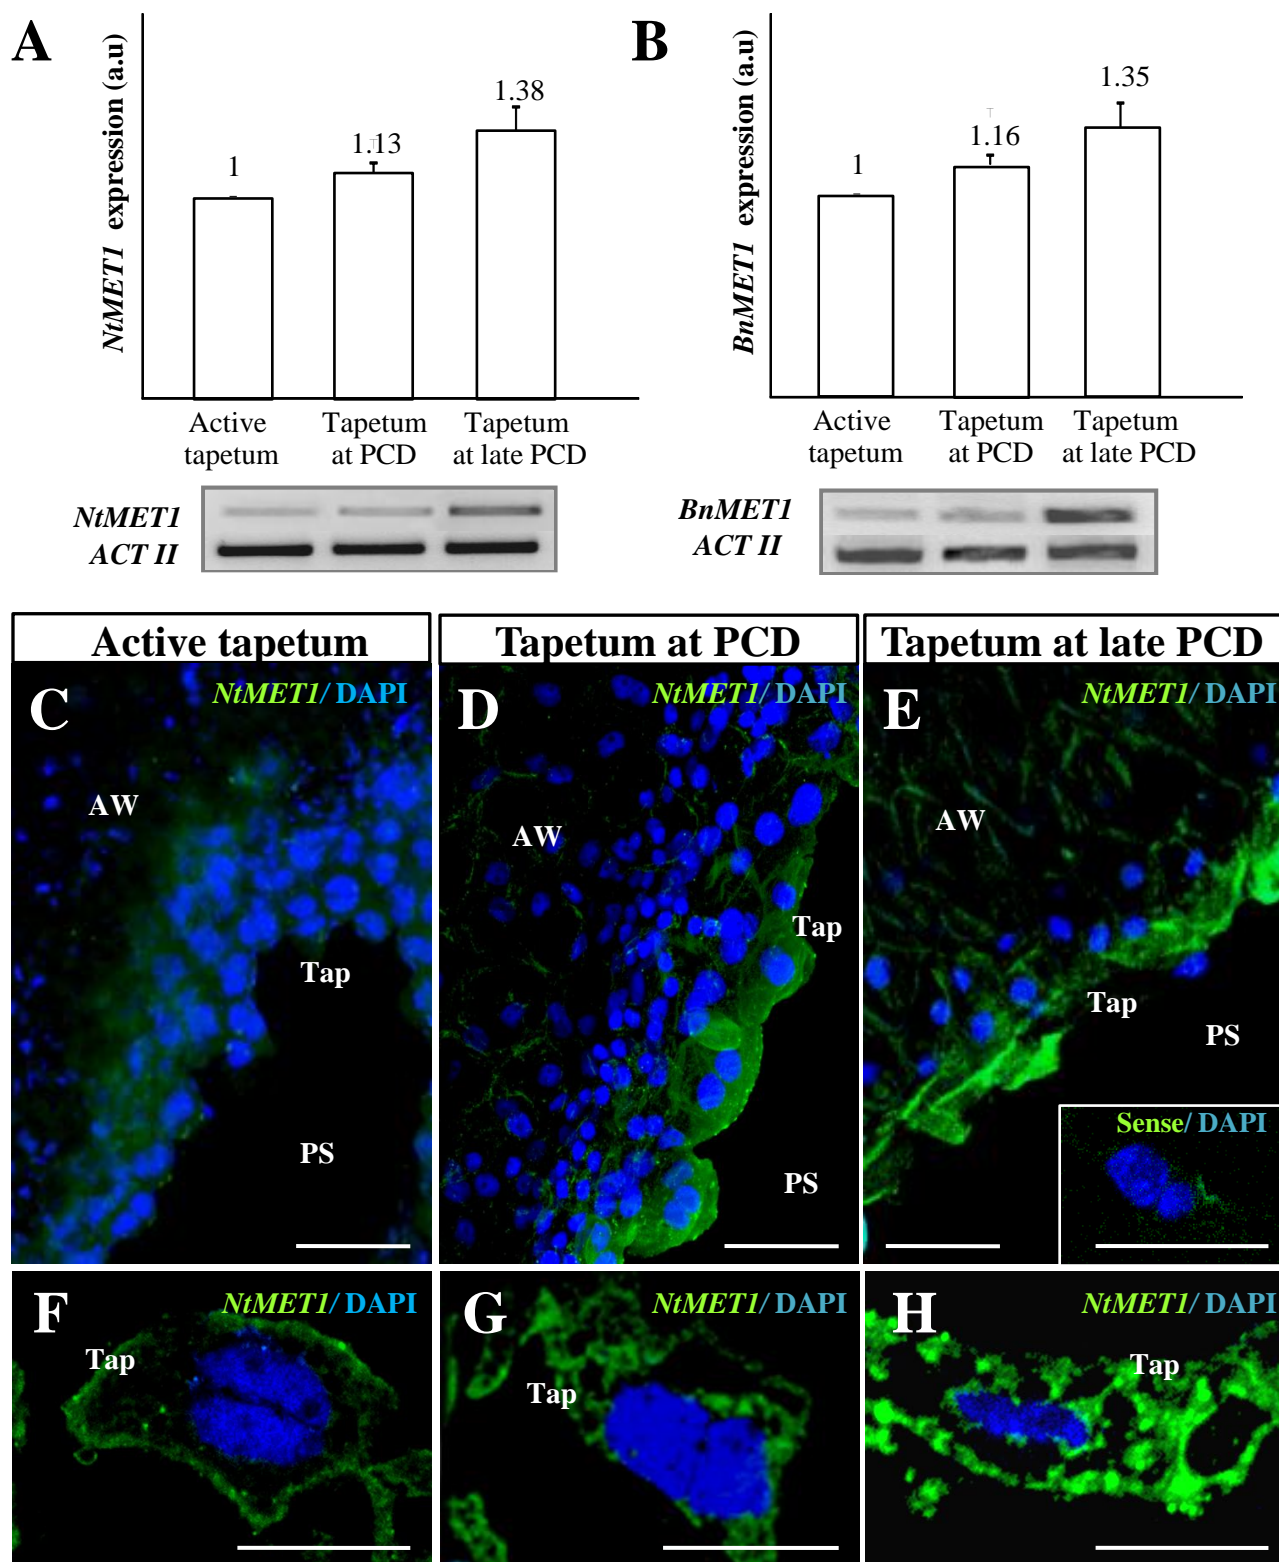 A
NtMET1 expression (a.u)
1
1.13
1.38
Active tapetum
Tapetum at PCD
Tapetum at late PCD
NtMET1
ACT II
B
BnMET1 expression (a.u)
1
1.16
1.35
Active tapetum
Tapetum at PCD
Tapetum at late PCD
BnMET1
ACT II
Active tapetum
C
NtMET1/ DAPI
AW
Tap
PS
Tapetum at PCD
D
NtMET1/ DAPI
AW
Tap
PS
Tapetum at late PCD
E
NtMET1/ DAPI
AW
Tap
PS
Sense/ DAPI
F
NtMET1/ DAPI
Tap
G
NtMET1/ DAPI
Tap
H
NtMET1/ DAPI
Tap